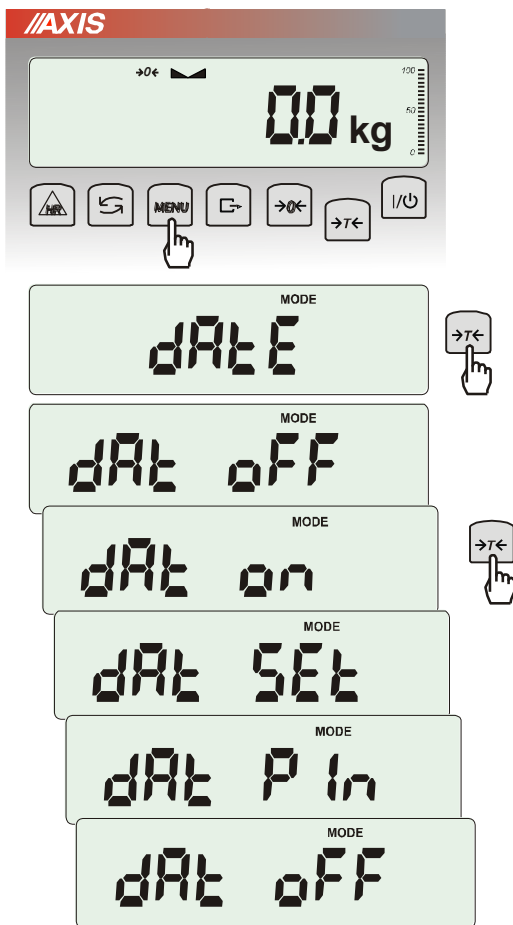 AXIS
→0←
100
0.0 kg
50
0
HR MENU →0← →T← I/⏻
MODE
dAtE
→T←
MODE
dAt oFF
MODE
dAt on
→T←
MODE
dAt SEt
MODE
dAt PIn
MODE
dAt oFF